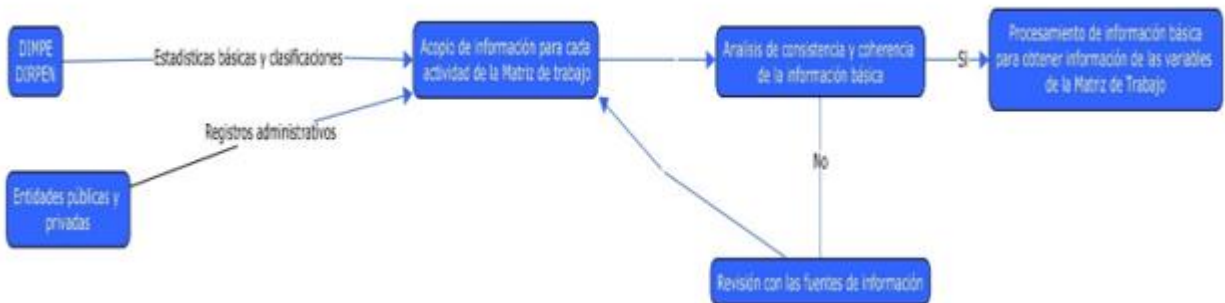 DIMPE
DIRPEN
Estadísticas básicas y clasificaciones
Acopio de información para cada
actividad de la Matriz de trabajo
Analisis de consistencia y coherencia
de la información básica
Si
Procesamiento de información básica
para obtener información de las variables
de la Matriz de Trabajo
Registros administrativos
No
Entidades públicas y
privadas
Revisión con las fuentes de información